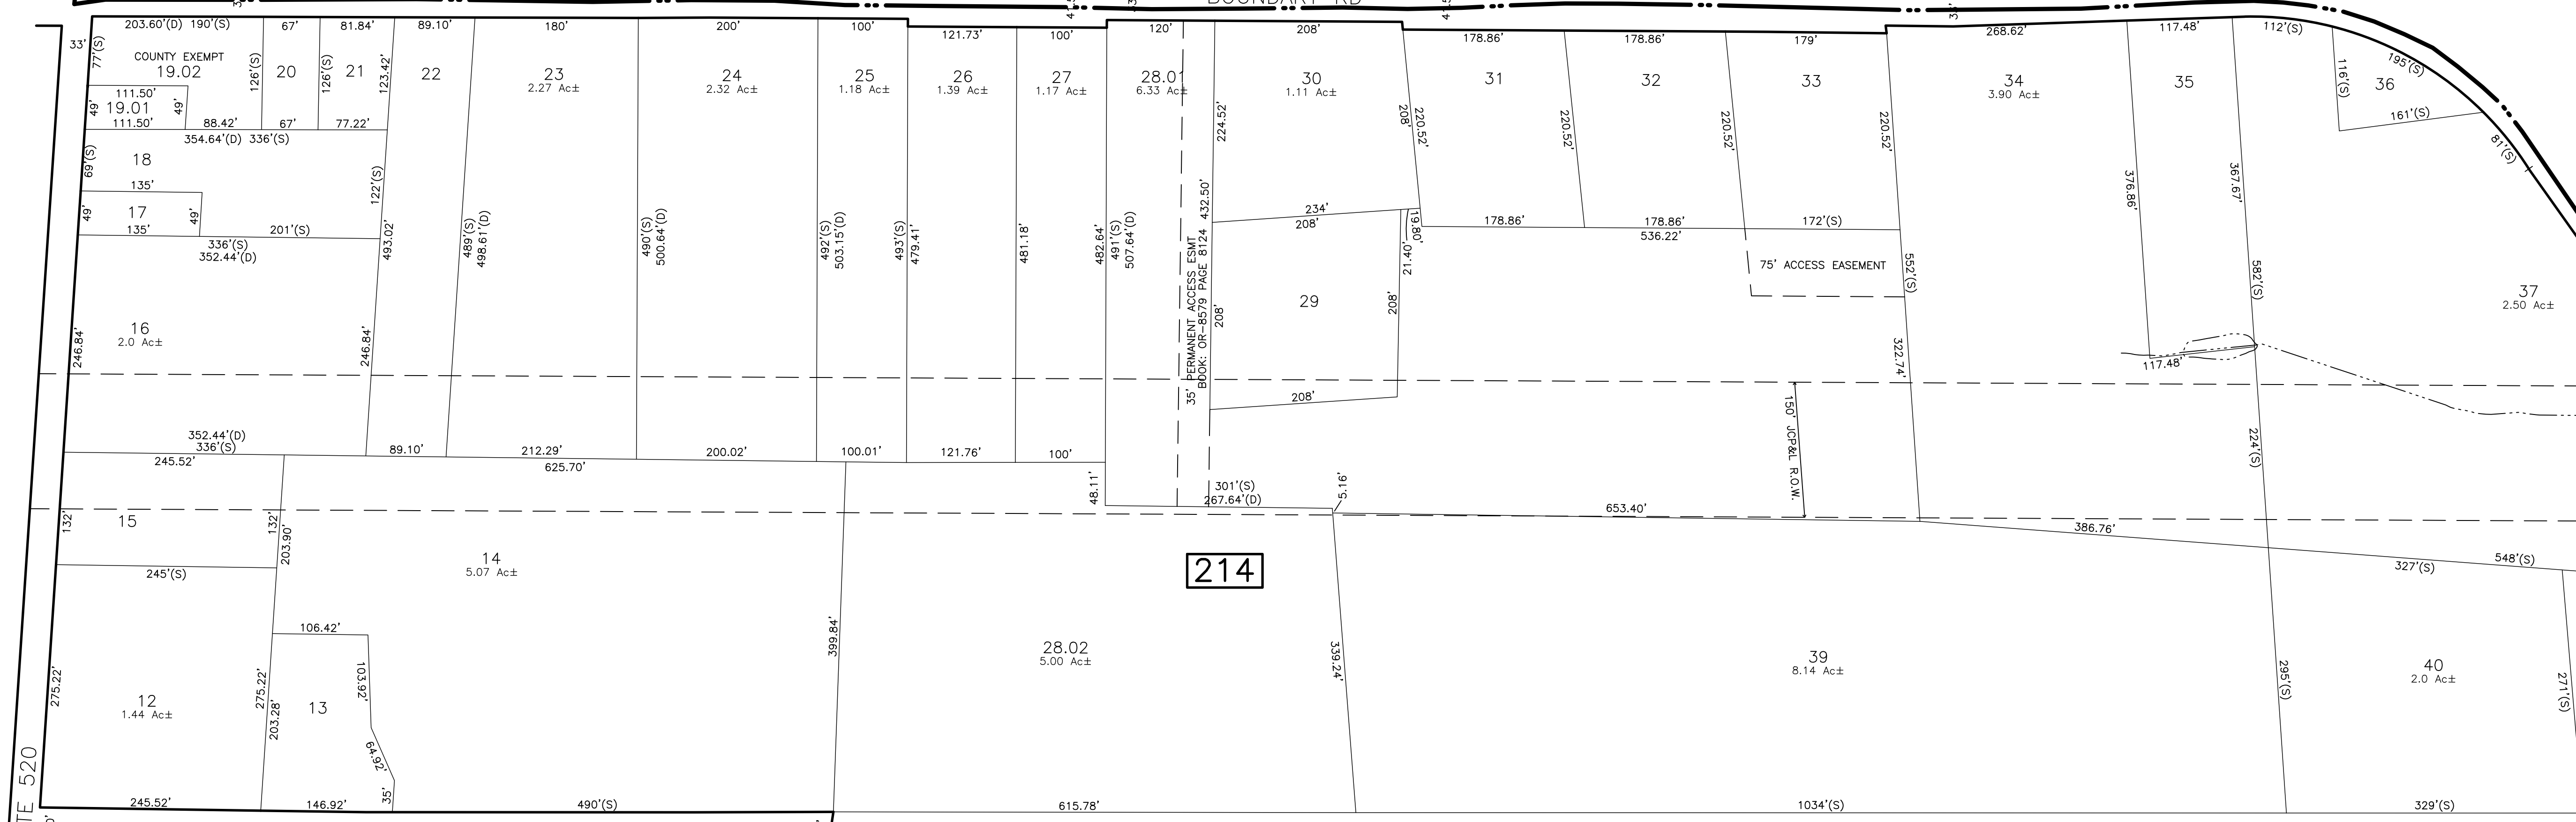 BOUNDARY RD
203.60'(D) 190'(S)
67'
81.84'
89.10'
180'
200'
100'
121.73'
100'
120'
208'
178.86'
178.86'
179'
268.62'
117.48'
112'(S)
195'(S)
33'
33'
77'(S)
COUNTY EXEMPT
19.02
126'(S)
20
126'(S)
21
123.42'
22
23
2.27 Ac±
24
2.32 Ac±
25
1.18 Ac±
26
1.39 Ac±
27
1.17 Ac±
28.01
6.33 Ac±
30
1.11 Ac±
31
32
33
34
3.90 Ac±
35
116'(S)
36
161'(S)
81'(S)
111.50'
49'
19.01
49'
111.50'
88.42'
67'
77.22'
354.64'(D) 336'(S)
224.52'
208'
220.52'
220.52'
220.52'
220.52'
69'(S)
18
135'
122'(S)
49'
17
49'
135'
201'(S)
336'(S)
352.44'(D)
493.02'
489'(S)
498.61'(D)
490'(S)
500.64'(D)
492'(S)
503.15'(D)
493'(S)
479.41'
481.18'
482.64'
491'(S)
507.64'(D)
35' PERMANENT ACCESS ESMT
BOOK: OR-8579 PAGE 8124
432.50'
234'
208'
19.80'
21.40'
178.86'
178.86'
172'(S)
536.22'
75' ACCESS EASEMENT
376.86'
367.67'
552'(S)
582'(S)
37
2.50 Ac±
208'
29
208'
208'
16
2.0 Ac±
246.84'
246.84'
322.74'
117.48'
150' JCP&L R.O.W.
224'(S)
352.44'(D)
336'(S)
89.10'
212.29'
200.02'
100.01'
121.76'
100'
245.52'
625.70'
48.11'
301'(S)
267.64'(D)
5.16'
653.40'
386.76'
548'(S)
327'(S)
132'
15
132'
203.90'
245'(S)
14
5.07 Ac±
214
106.42'
103.92'
399.84'
28.02
5.00 Ac±
339.24'
39
8.14 Ac±
295'(S)
40
2.0 Ac±
271'(S)
275.22'
12
1.44 Ac±
275.22'
203.28'
13
64.92'
35'
245.52'
146.92'
490'(S)
615.78'
1034'(S)
329'(S)
TE 520